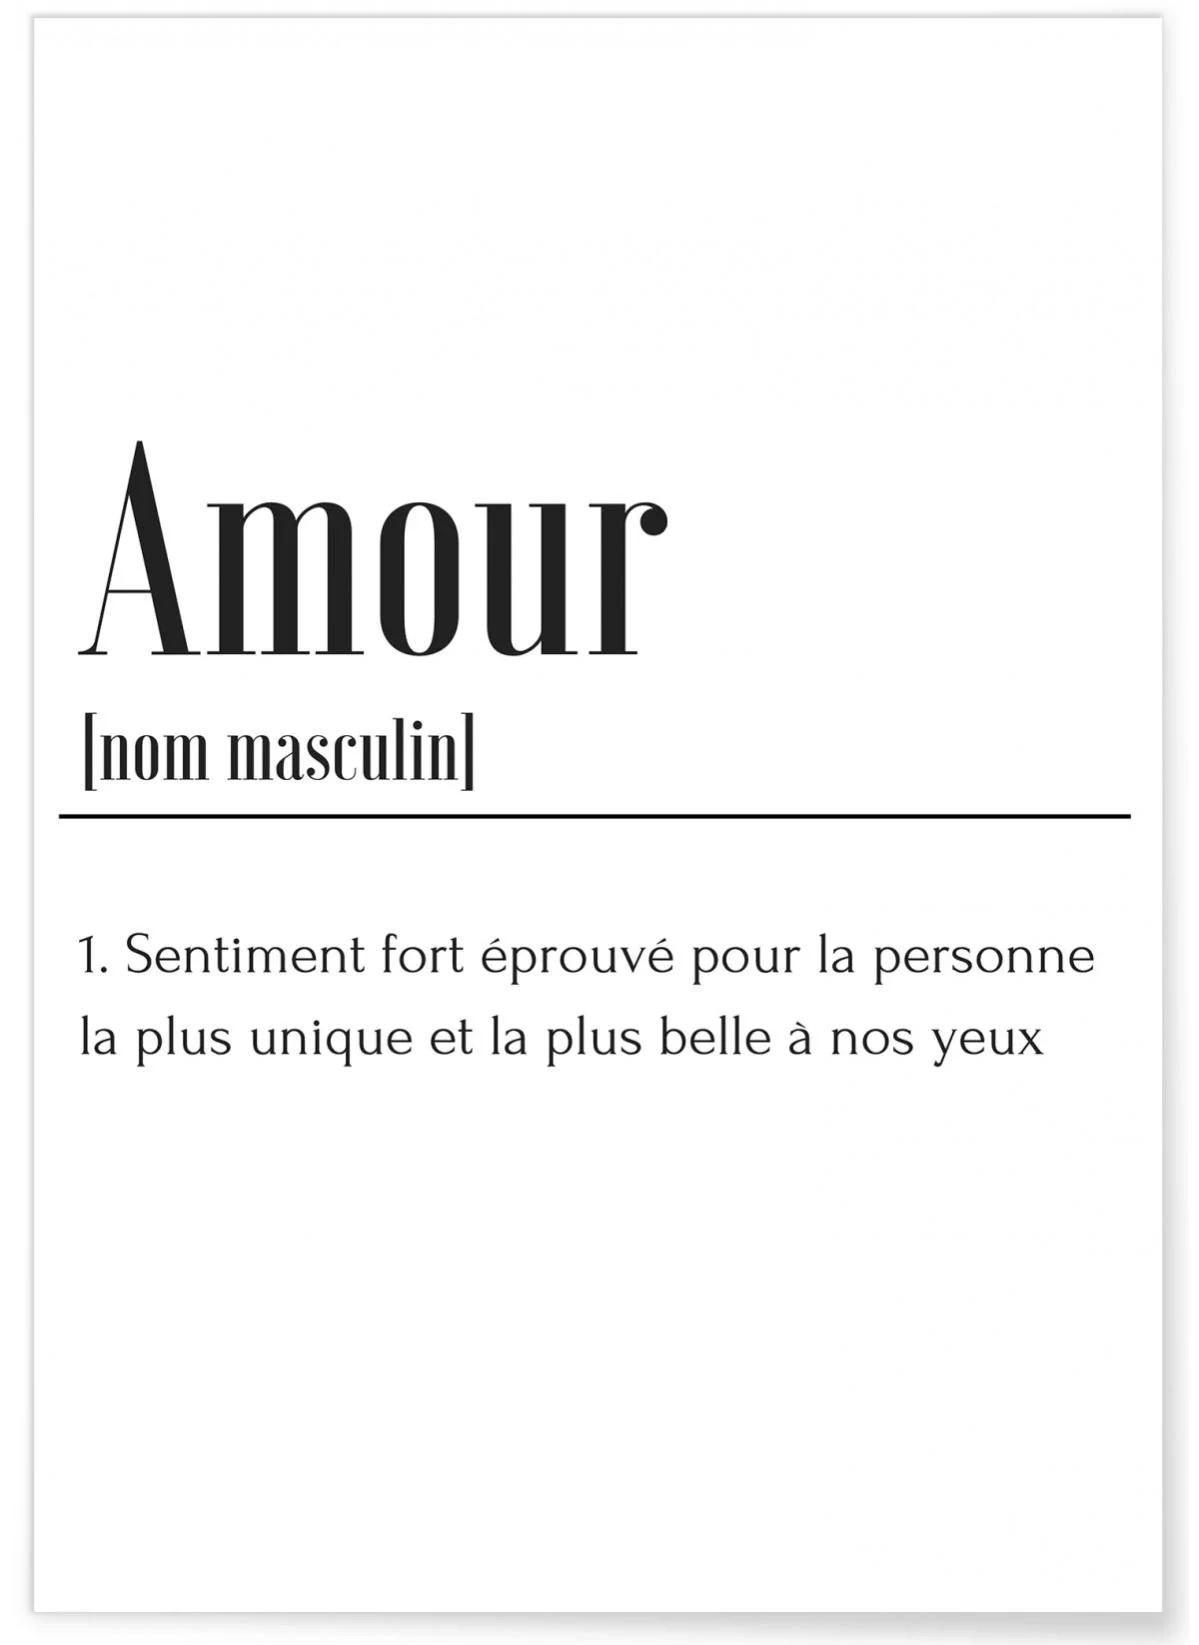 Amour
[nom masculin]
1. Sentiment fort éprouvé pour la personne
la plus unique et la plus belle à nos yeux